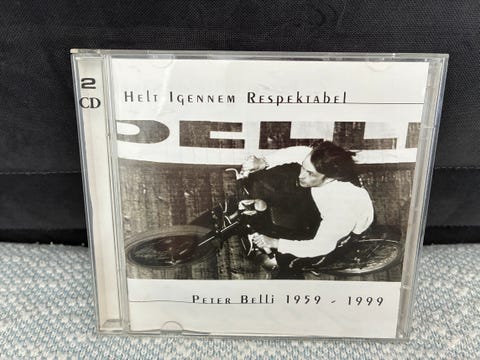 2
CD
Helt Igennem Respektabel
BELLI
Peter Belli 1959 - 1999